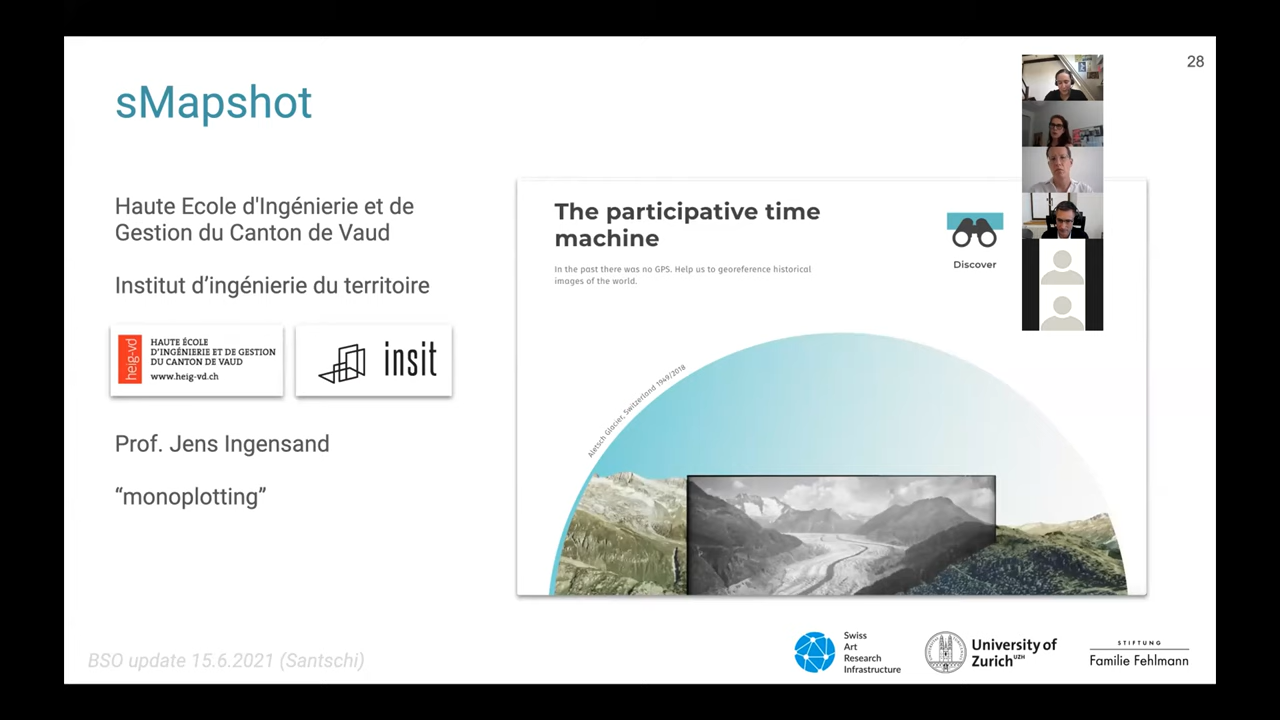 28
sMapshot
Haute Ecole d'Ingénierie et de
Gestion du Canton de Vaud
Institut d’ingénierie du territoire
heig-vd
HAUTE ÉCOLE
D'INGÉNIERIE ET DE GESTION
DU CANTON DE VAUD
www.heig-vd.ch
insit
Prof. Jens Ingensand
“monoplotting”
The participative time
machine
In the past there was no GPS. Help us to georeference historical
images of the world.
Discover
Aletsch Glacier, Switzerland 1949/2018
BSO update 15.6.2021 (Santschi)
Swiss
Art
Research
Infrastructure
University of
Zurich UZH
STIFTUNG
Familie Fehlmann